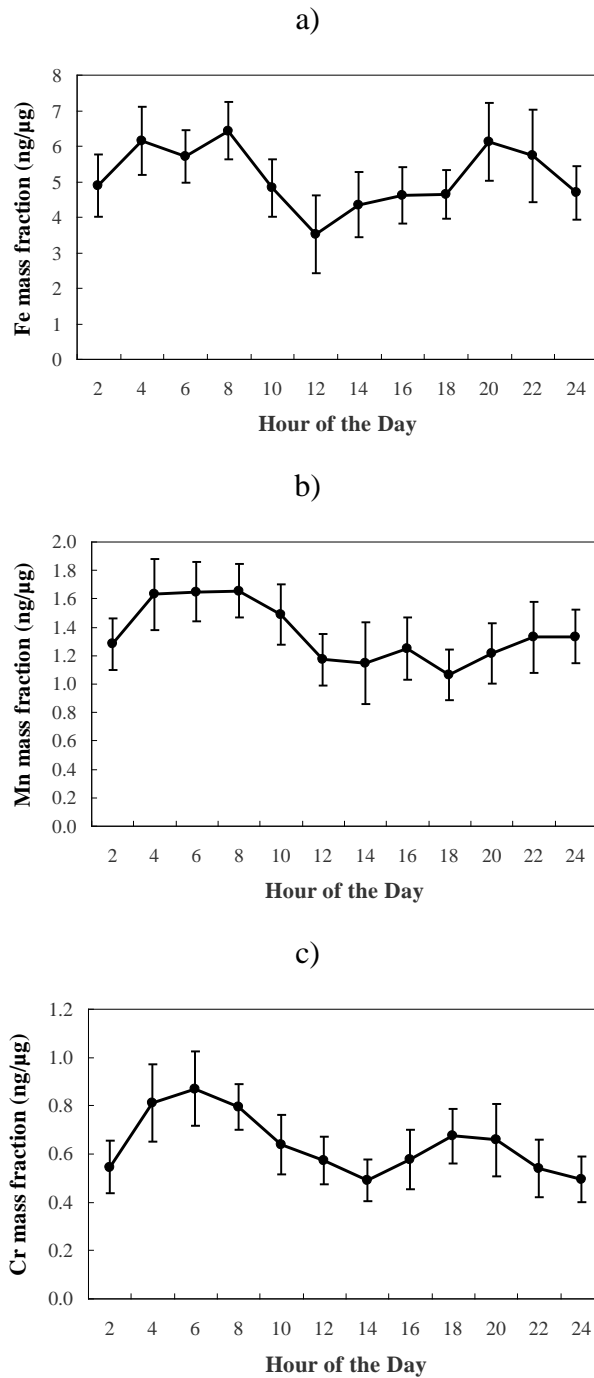 a)
Fe mass fraction (ng/µg)
8
7
6
5
4
3
2
1
0
2 4 6 8 10 12 14 16 18 20 22 24
Hour of the Day
b)
Mn mass fraction (ng/µg)
2.0
1.8
1.6
1.4
1.2
1.0
0.8
0.6
0.4
0.2
0.0
2 4 6 8 10 12 14 16 18 20 22 24
Hour of the Day
c)
Cr mass fraction (ng/µg)
1.2
1.0
0.8
0.6
0.4
0.2
0.0
2 4 6 8 10 12 14 16 18 20 22 24
Hour of the Day